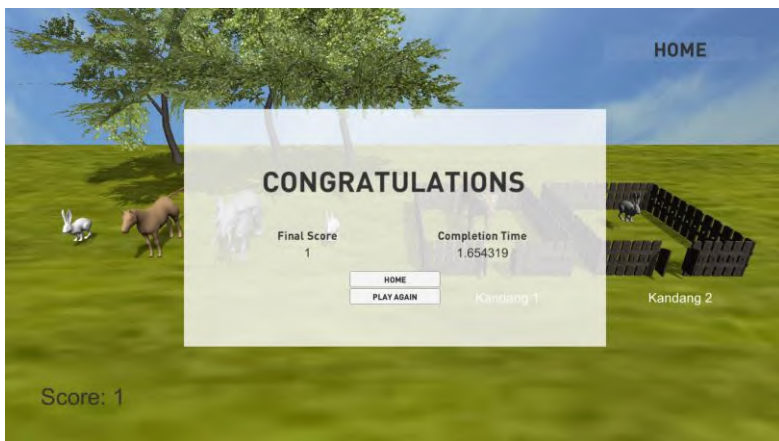 HOME
CONGRATULATIONS
Final Score
Completion Time
1
1.654319
HOME
PLAY AGAIN
Kandang 1
Kandang 2
Score: 1